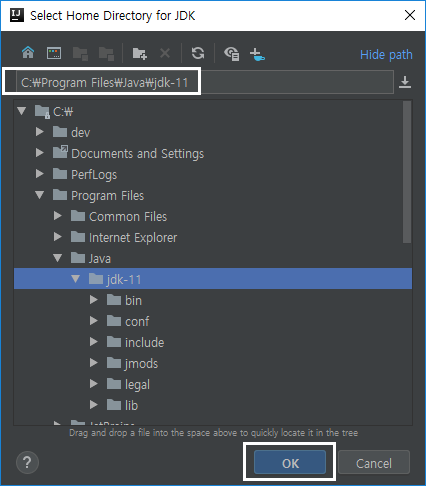 Select Home Directory for JDK
Hide path
C:₩Program Files₩Java₩jdk-11
C:₩
dev
Documents and Settings
PerfLogs
Program Files
Common Files
Internet Explorer
Java
jdk-11
bin
conf
include
jmods
legal
lib
JetBrains
Drag and drop a file into the space above to quickly locate it in the tree
?
OK
Cancel